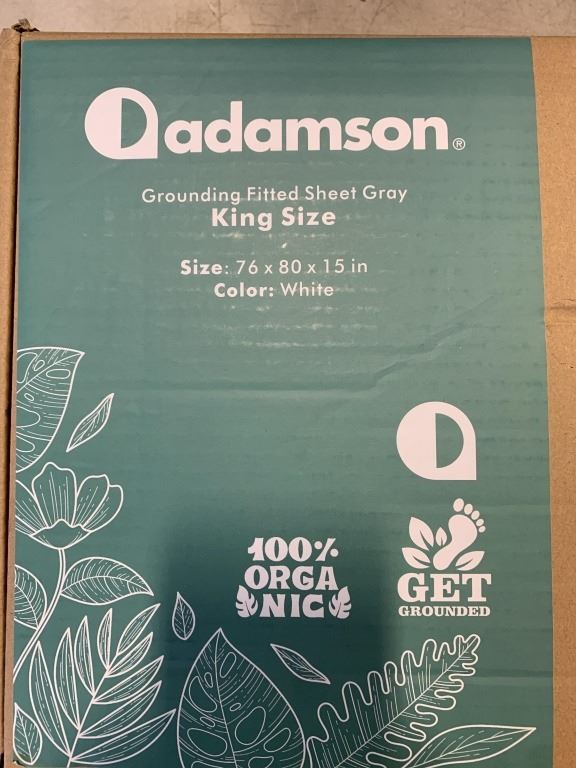 adamson®
Grounding Fitted Sheet Gray
King Size
Size: 76 x 80 x 15 in
Color: White
100%
ORGA
NIC
GET
GROUNDED